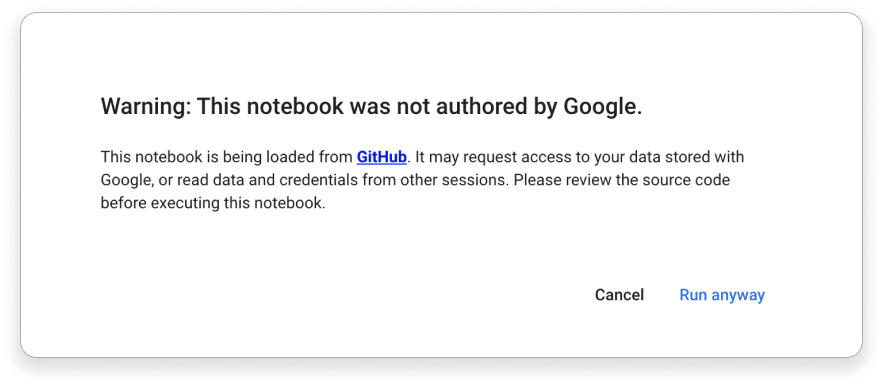 Warning: This notebook was not authored by Google.
This notebook is being loaded from GitHub. It may request access to your data stored with
Google, or read data and credentials from other sessions. Please review the source code
before executing this notebook.
Cancel Run anyway